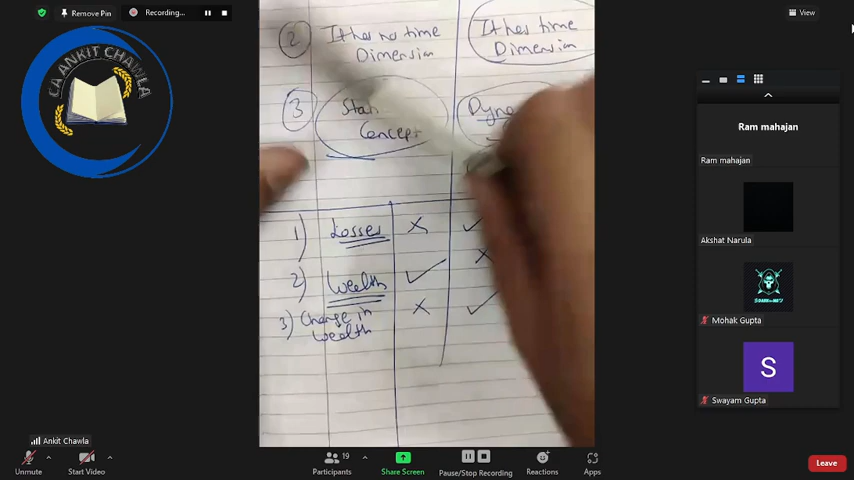 Pin Remove Pin
Recording...
View
CA ANKIT CHAWLA
2 It has no time
Dimension
It has time
Dimension
3
Concept
1) Losses × ✓
2) Wealth ✓ ×
3) Change in
Wealth × ✓
Ram mahajan
Ram mahajan
Akshat Narula
Mohak Gupta
S
Swayam Gupta
Ankit Chawla
Unmute
Start Video
19
Participants
Share Screen
Pause/Stop Recording
Reactions
Apps
Leave